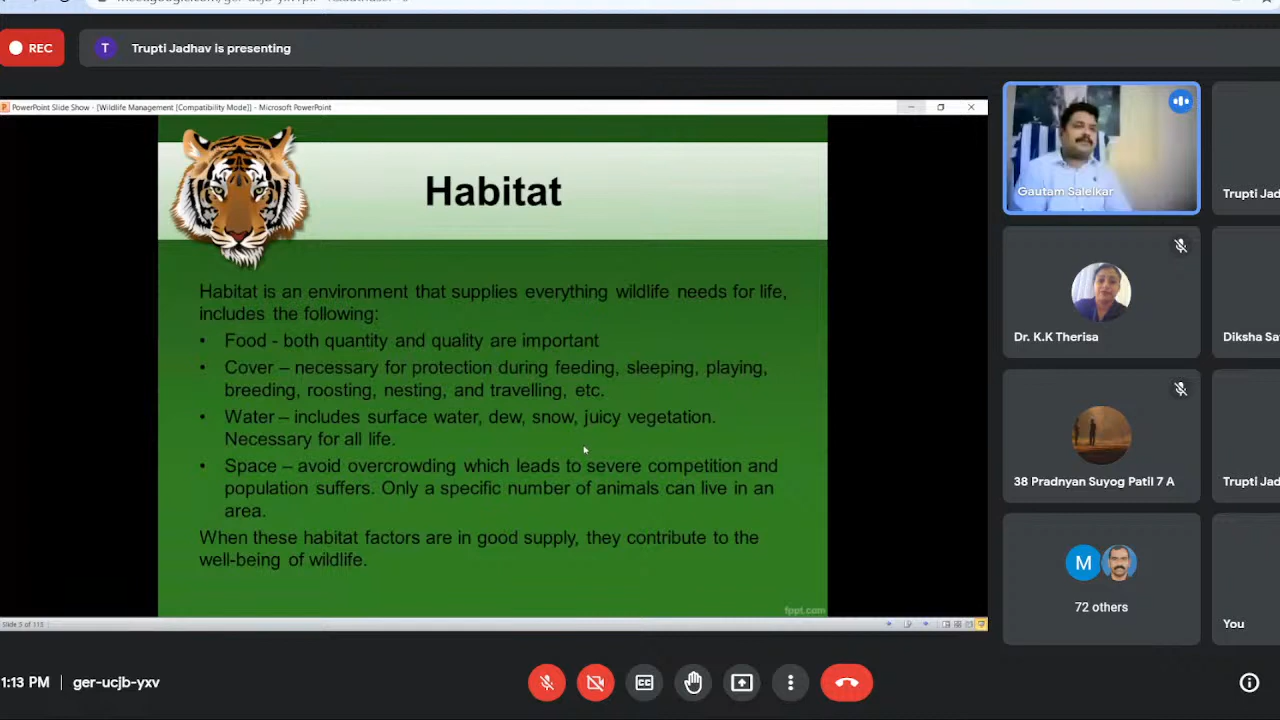 REC
T
Trupti Jadhav is presenting
PowerPoint Slide Show - [Wildlife Management [Compatibility Mode]] - Microsoft PowerPoint
Habitat
Habitat is an environment that supplies everything wildlife needs for life,
includes the following:
• Food - both quantity and quality are important
• Cover – necessary for protection during feeding, sleeping, playing,
breeding, roosting, nesting, and travelling, etc.
• Water – includes surface water, dew, snow, juicy vegetation.
Necessary for all life.
• Space – avoid overcrowding which leads to severe competition and
population suffers. Only a specific number of animals can live in an
area.
When these habitat factors are in good supply, they contribute to the
well-being of wildlife.
fppt.com
of 113
Gautam Salelkar
Trupti Jad
Dr. K.K Therisa
Diksha Sa
38 Pradnyan Suyog Patil 7 A
Trupti Jad
M
72 others
You
1:13 PM | ger-ucjb-yxv